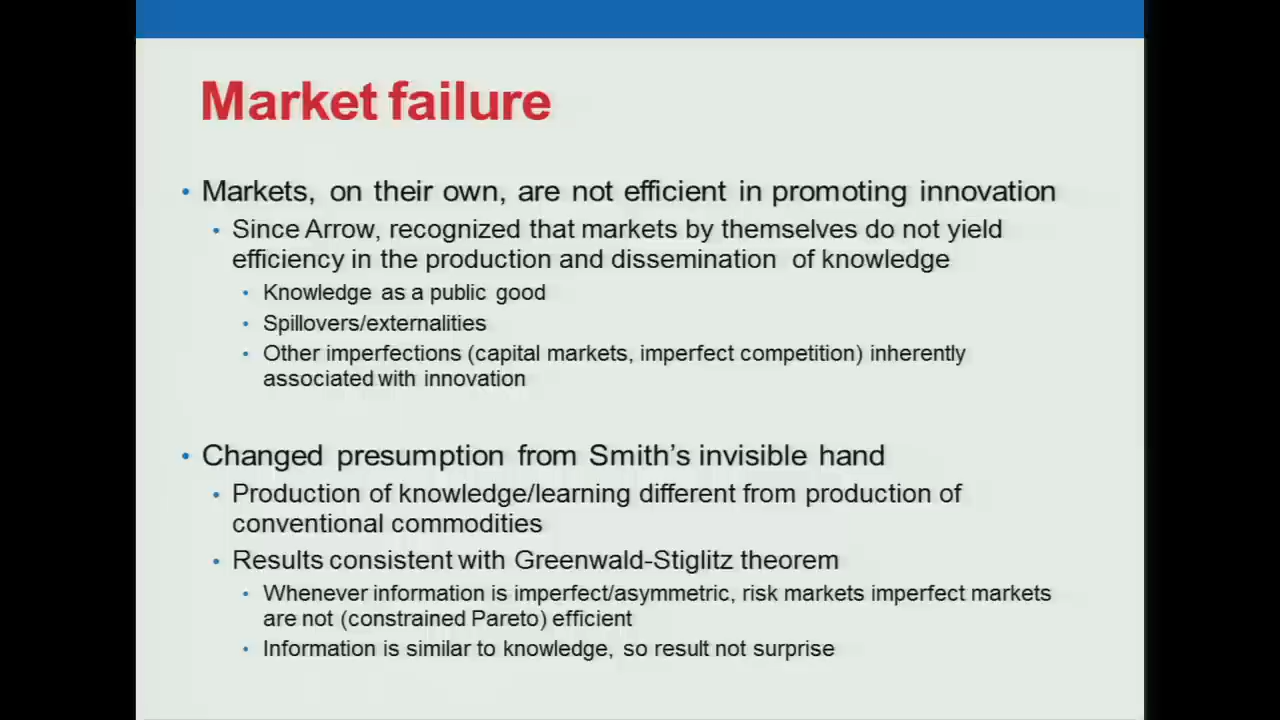 Market failure
• Markets, on their own, are not efficient in promoting innovation
• Since Arrow, recognized that markets by themselves do not yield
efficiency in the production and dissemination of knowledge
• Knowledge as a public good
• Spillovers/externalities
• Other imperfections (capital markets, imperfect competition) inherently
associated with innovation
• Changed presumption from Smith's invisible hand
• Production of knowledge/learning different from production of
conventional commodities
• Results consistent with Greenwald-Stiglitz theorem
• Whenever information is imperfect/asymmetric, risk markets imperfect markets
are not (constrained Pareto) efficient
• Information is similar to knowledge, so result not surprise